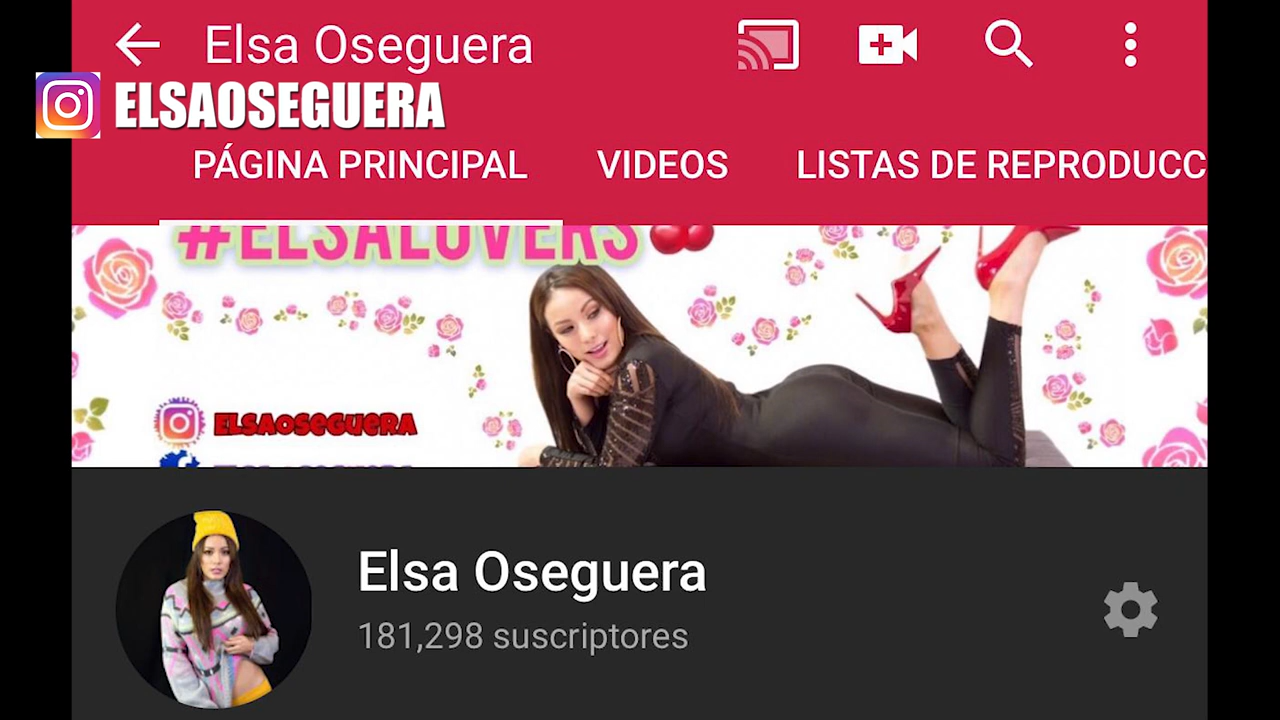 Elsa Oseguera
ELSAOSEGUERA
PÁGINA PRINCIPAL
VIDEOS
LISTAS DE REPRODUCC
#ELSALOVERS
ElsaOseguera
Elsa Oseguera
181,298 suscriptores